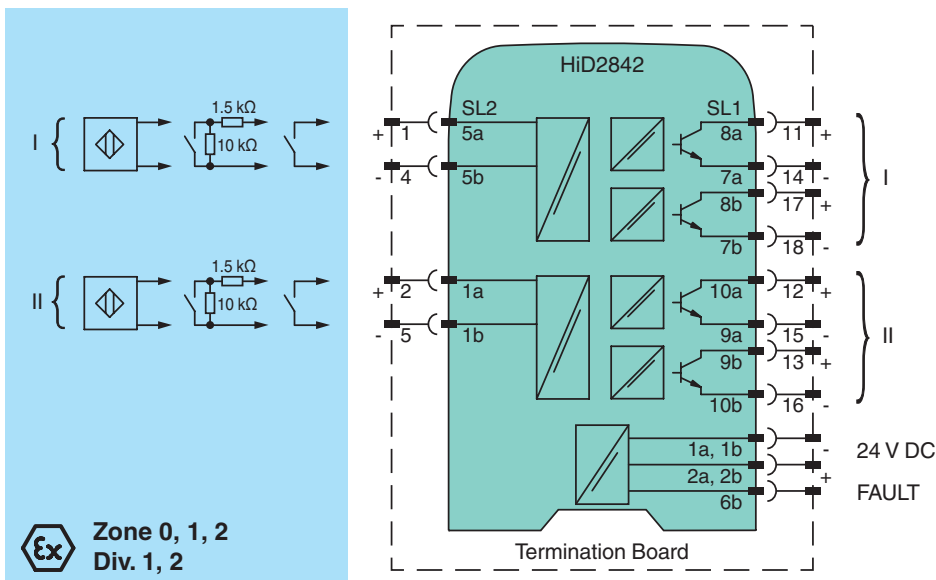 HiD2842
SL2
SL1
I
1.5 kΩ
10 kΩ
+ 1
5a
- 4
5b
8a
11 +
7a
14 -
8b
17 +
7b
18 -
I
II
1.5 kΩ
10 kΩ
+ 2
1a
- 5
1b
10a
12 +
9a
15 -
9b
13 +
10b
16 -
II
1a, 1b
-
24 V DC
2a, 2b
+
6b
FAULT
Ex
Zone 0, 1, 2
Div. 1, 2
Termination Board